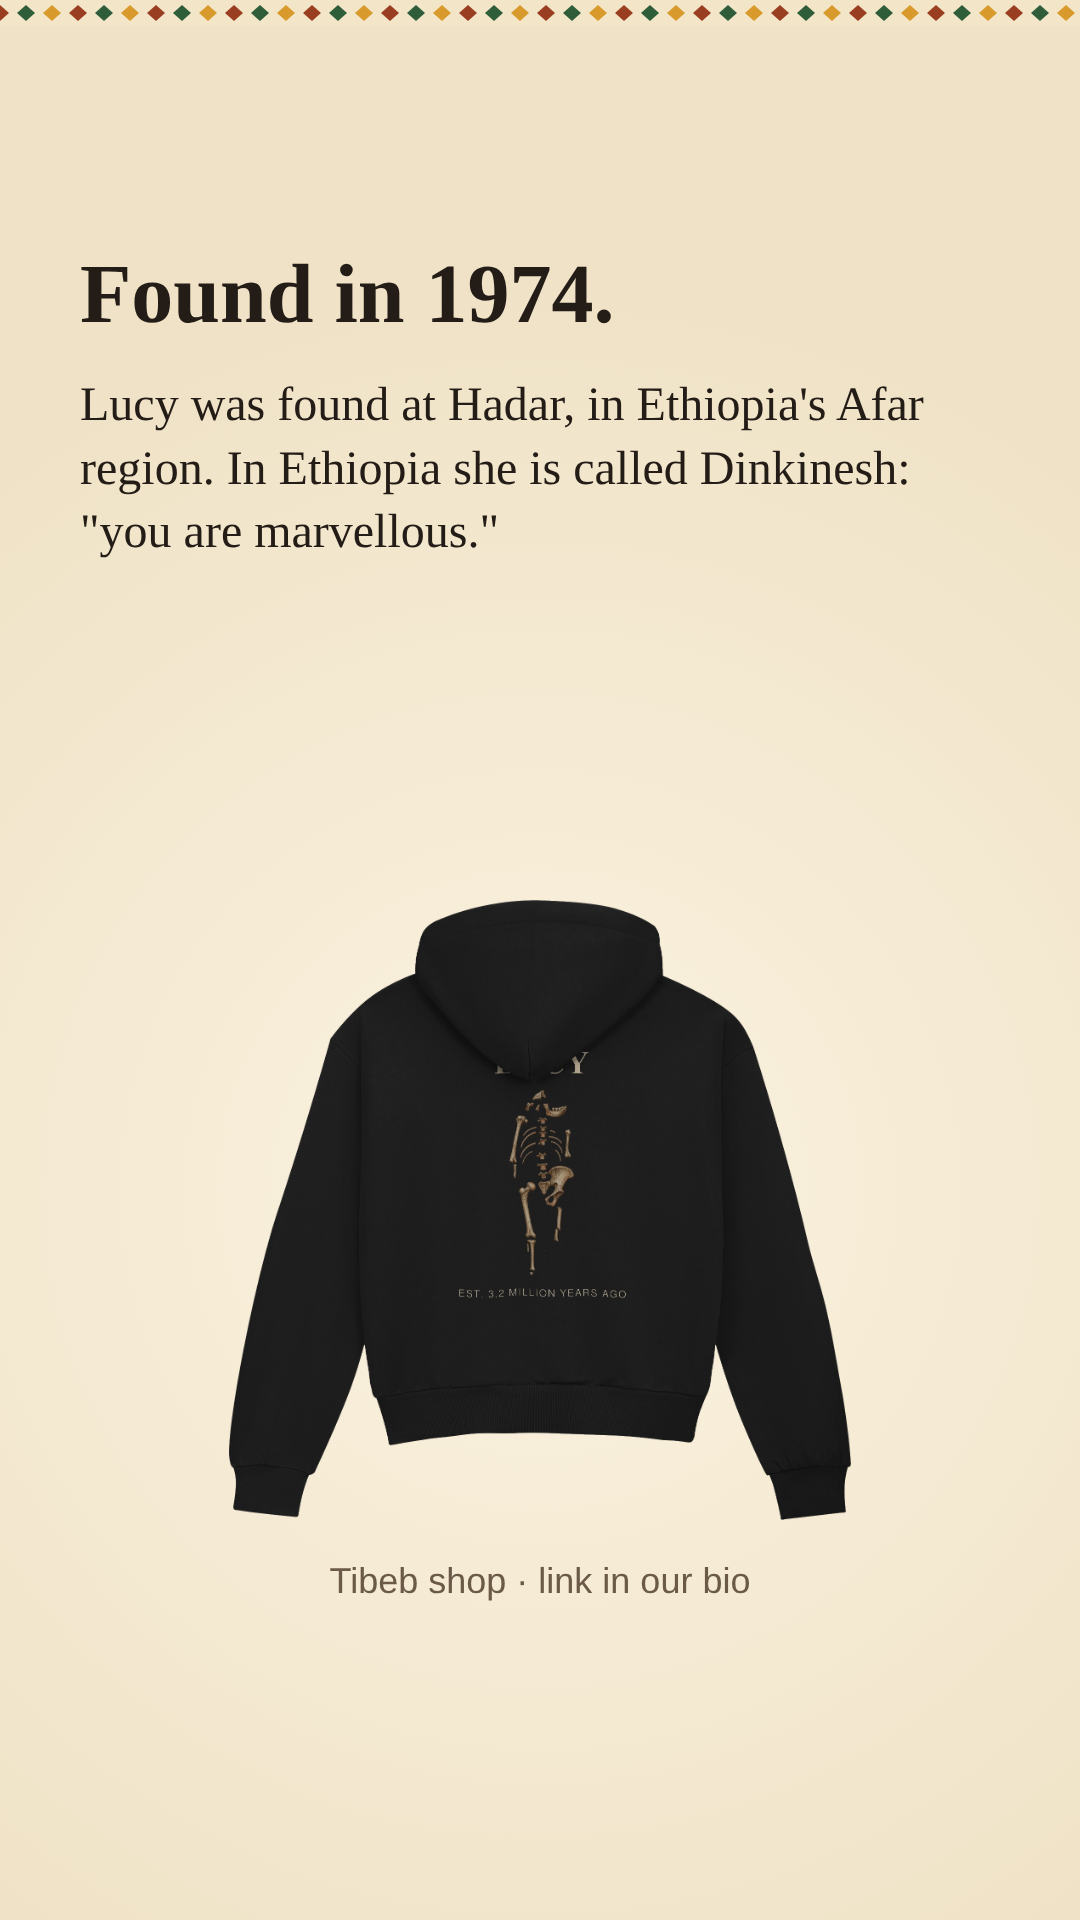 Found in 1974.
Lucy was found at Hadar, in Ethiopia's Afar
region. In Ethiopia she is called Dinkinesh:
"you are marvellous."
EST. 3.2 MILLION YEARS AGO
Tibeb shop · link in our bio